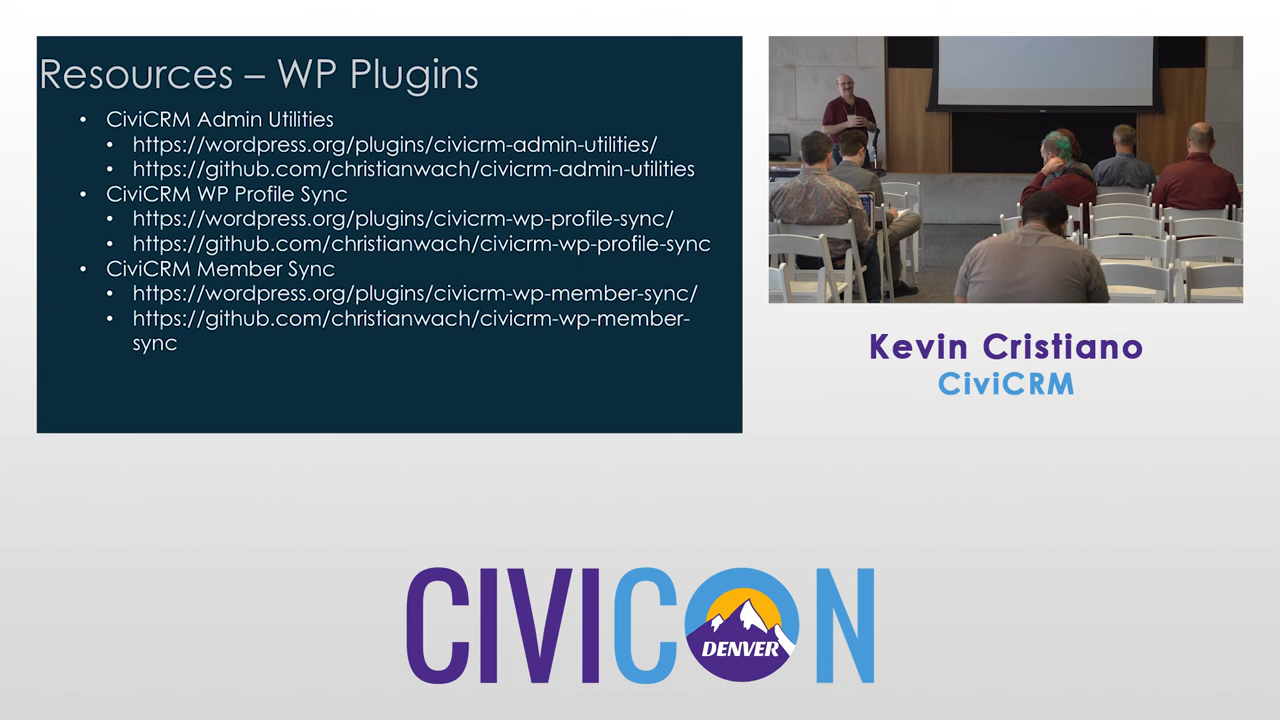 Resources – WP Plugins
• CiviCRM Admin Utilities
• https://wordpress.org/plugins/civicrm-admin-utilities/
• https://github.com/christianwach/civicrm-admin-utilities
• CiviCRM WP Profile Sync
• https://wordpress.org/plugins/civicrm-wp-profile-sync/
• https://github.com/christianwach/civicrm-wp-profile-sync
• CiviCRM Member Sync
• https://wordpress.org/plugins/civicrm-wp-member-sync/
• https://github.com/christianwach/civicrm-wp-member-
sync
Kevin Cristiano
CiviCRM
CIVICON
DENVER